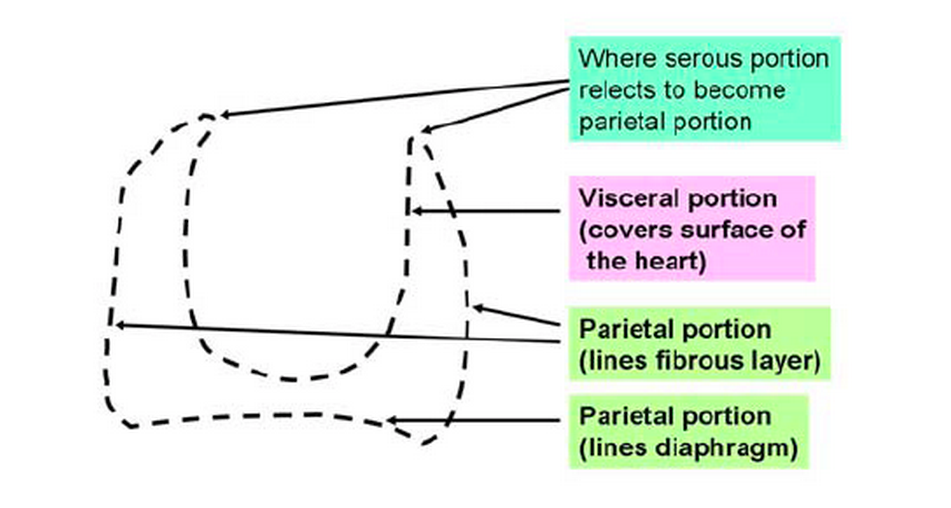 Where serous portion
relects to become
parietal portion
Visceral portion
(covers surface of
the heart)
Parietal portion
(lines fibrous layer)
Parietal portion
(lines diaphragm)